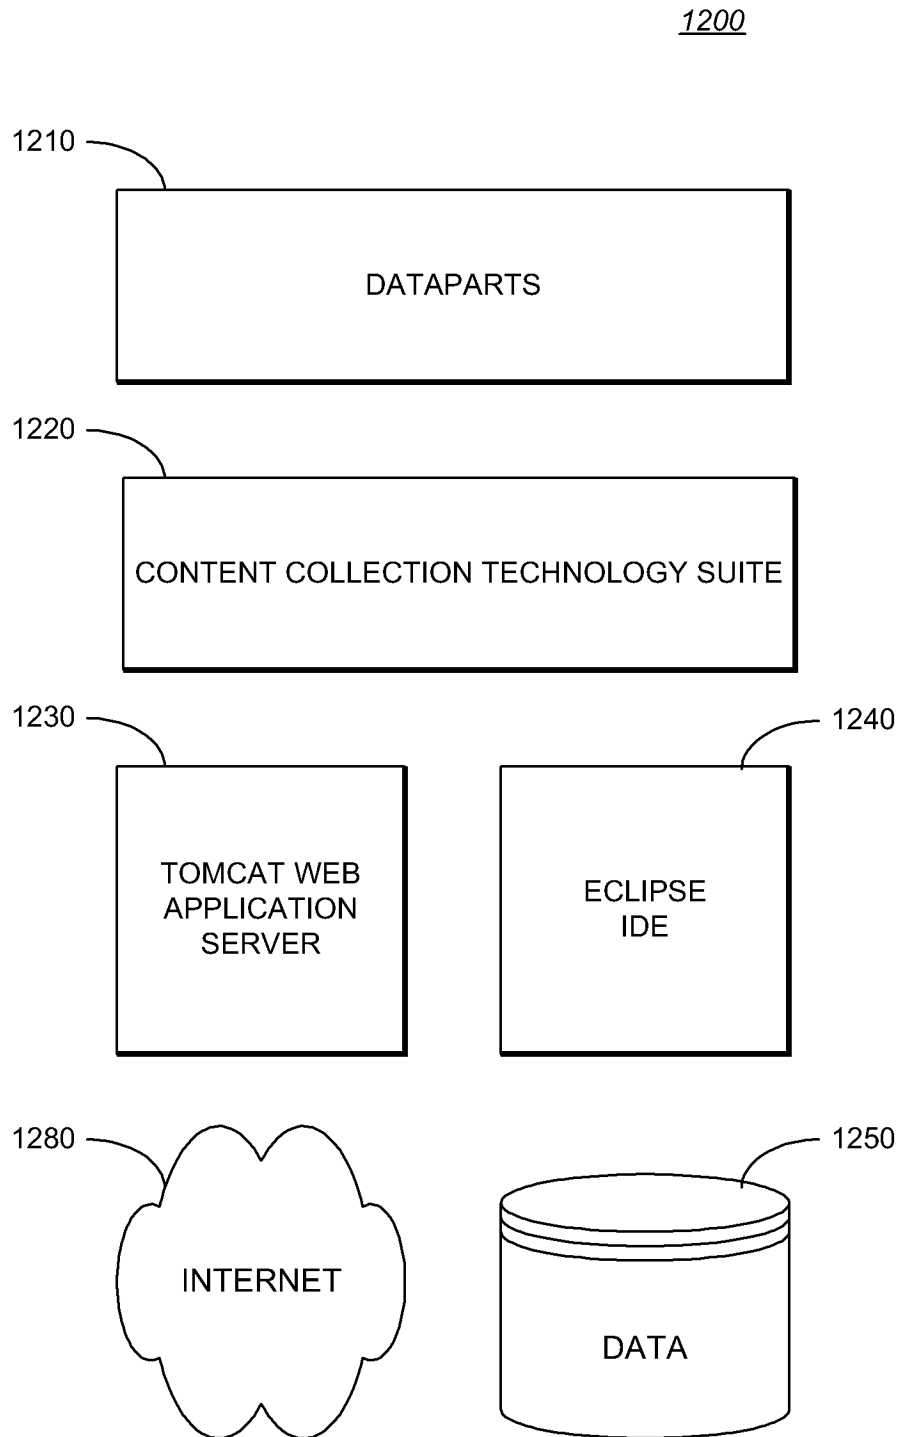 1200
1210
DATAPARTS
1220
CONTENT COLLECTION TECHNOLOGY SUITE
1230
1240
TOMCAT WEB
APPLICATION
SERVER
ECLIPSE
IDE
1280
1250
INTERNET
DATA